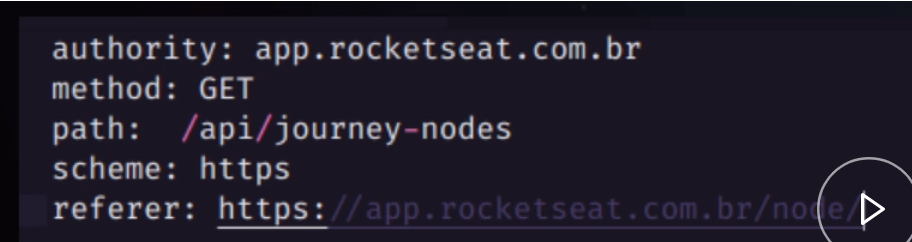 authority: app.rocketseat.com.br
method: GET
path:  /api/journey-nodes
scheme: https
referer: https://app.rocketseat.com.br/node/